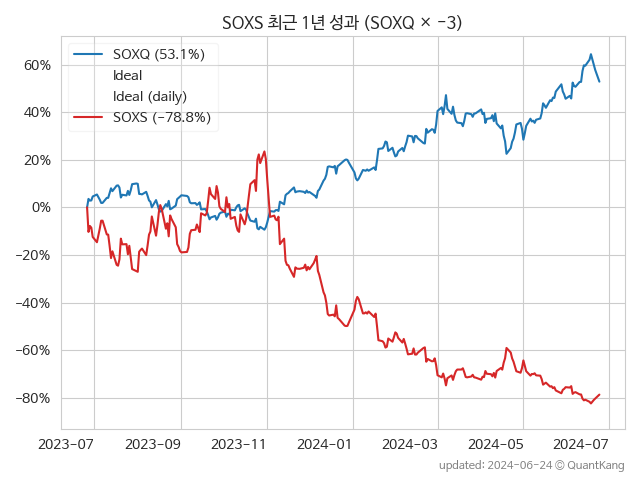 SOXS 최근 1년 성과 (SOXQ × −3)
SOXQ (53.1%)
Ideal
Ideal (daily)
SOXS (−78.8%)
60%
40%
20%
0%
−20%
−40%
−60%
−80%
2023−07
2023−09
2023−11
2024−01
2024−03
2024−05
2024−07
updated: 2024−06−24 © QuantKang